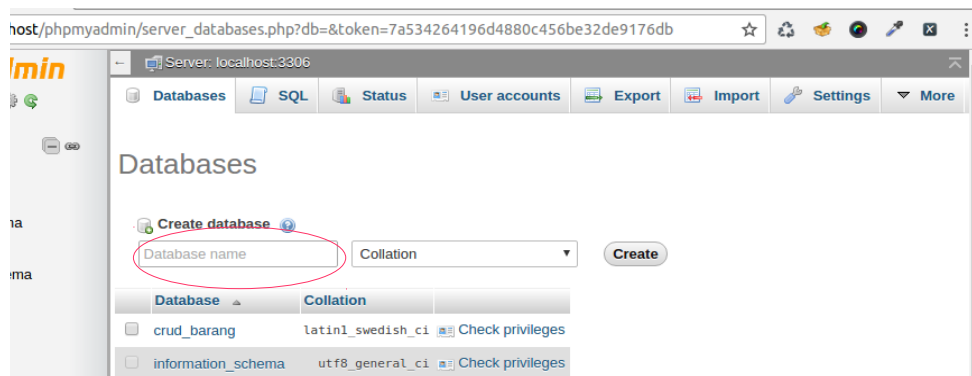 host/phpmyadmin/server_databases.php?db=&token=7a534264196d4880c456be32de9176db
min
Server: localhost:3306
Databases SQL Status User accounts Export Import Settings More
Databases
Create database
Database name Collation Create
na
ema
Database Collation
crud_barang latin1_swedish_ci Check privileges
information_schema utf8_general_ci Check privileges